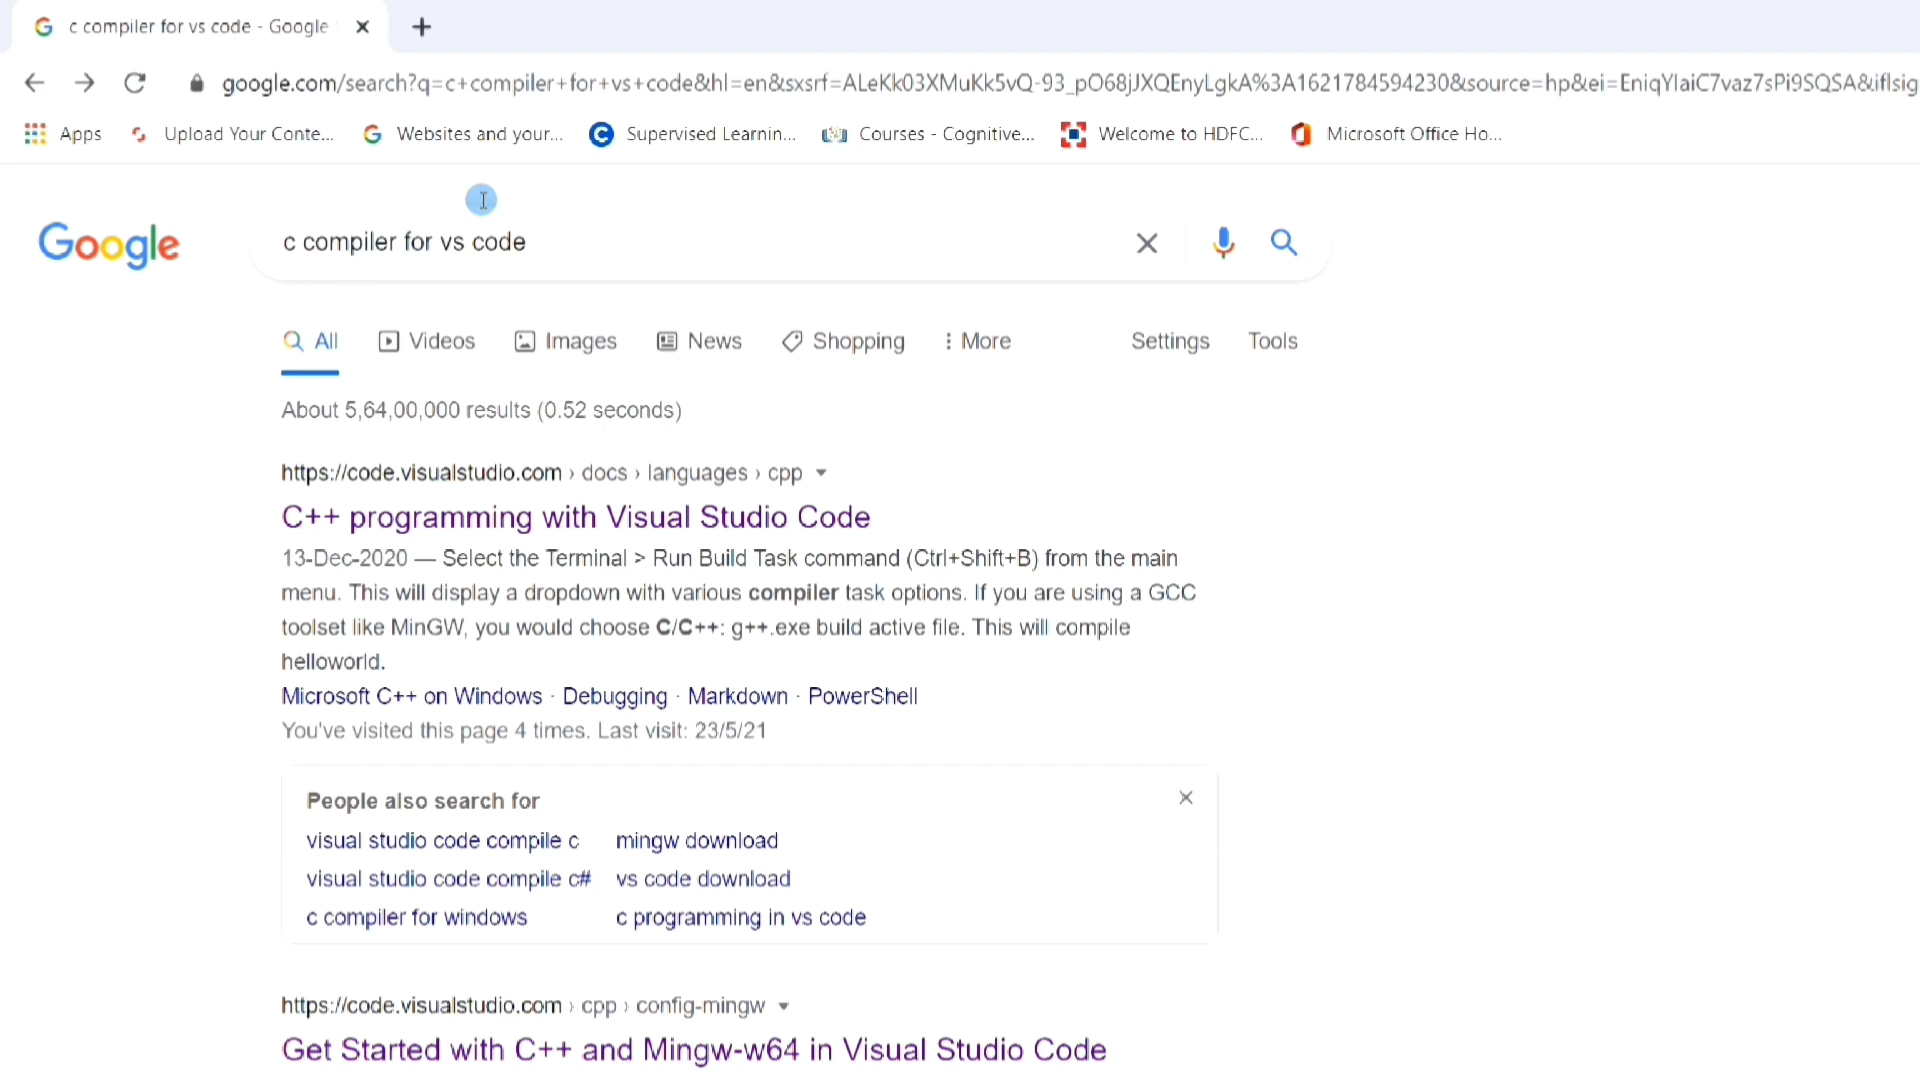 c compiler for vs code - Google
google.com/search?q=c+compiler+for+vs+code&hl=en&sxsrf=ALeKk03XMuKk5vQ-93_pO68jJXQEnyLgkA%3A1621784594230&source=hp&ei=EniqYIaiC7vaz7sPi9SQSA&iflsig
Apps Upload Your Conte... Websites and your... Supervised Learnin... Courses - Cognitive... Welcome to HDFC... Microsoft Office Ho...
Google c compiler for vs code
All Videos Images News Shopping More Settings Tools
About 5,64,00,000 results (0.52 seconds)
https://code.visualstudio.com › docs › languages › cpp
C++ programming with Visual Studio Code
13-Dec-2020 — Select the Terminal > Run Build Task command (Ctrl+Shift+B) from the main
menu. This will display a dropdown with various compiler task options. If you are using a GCC
toolset like MinGW, you would choose C/C++: g++.exe build active file. This will compile
helloworld.
Microsoft C++ on Windows · Debugging · Markdown · PowerShell
You've visited this page 4 times. Last visit: 23/5/21
People also search for
visual studio code compile c mingw download
visual studio code compile c# vs code download
c compiler for windows c programming in vs code
https://code.visualstudio.com › cpp › config-mingw
Get Started with C++ and Mingw-w64 in Visual Studio Code